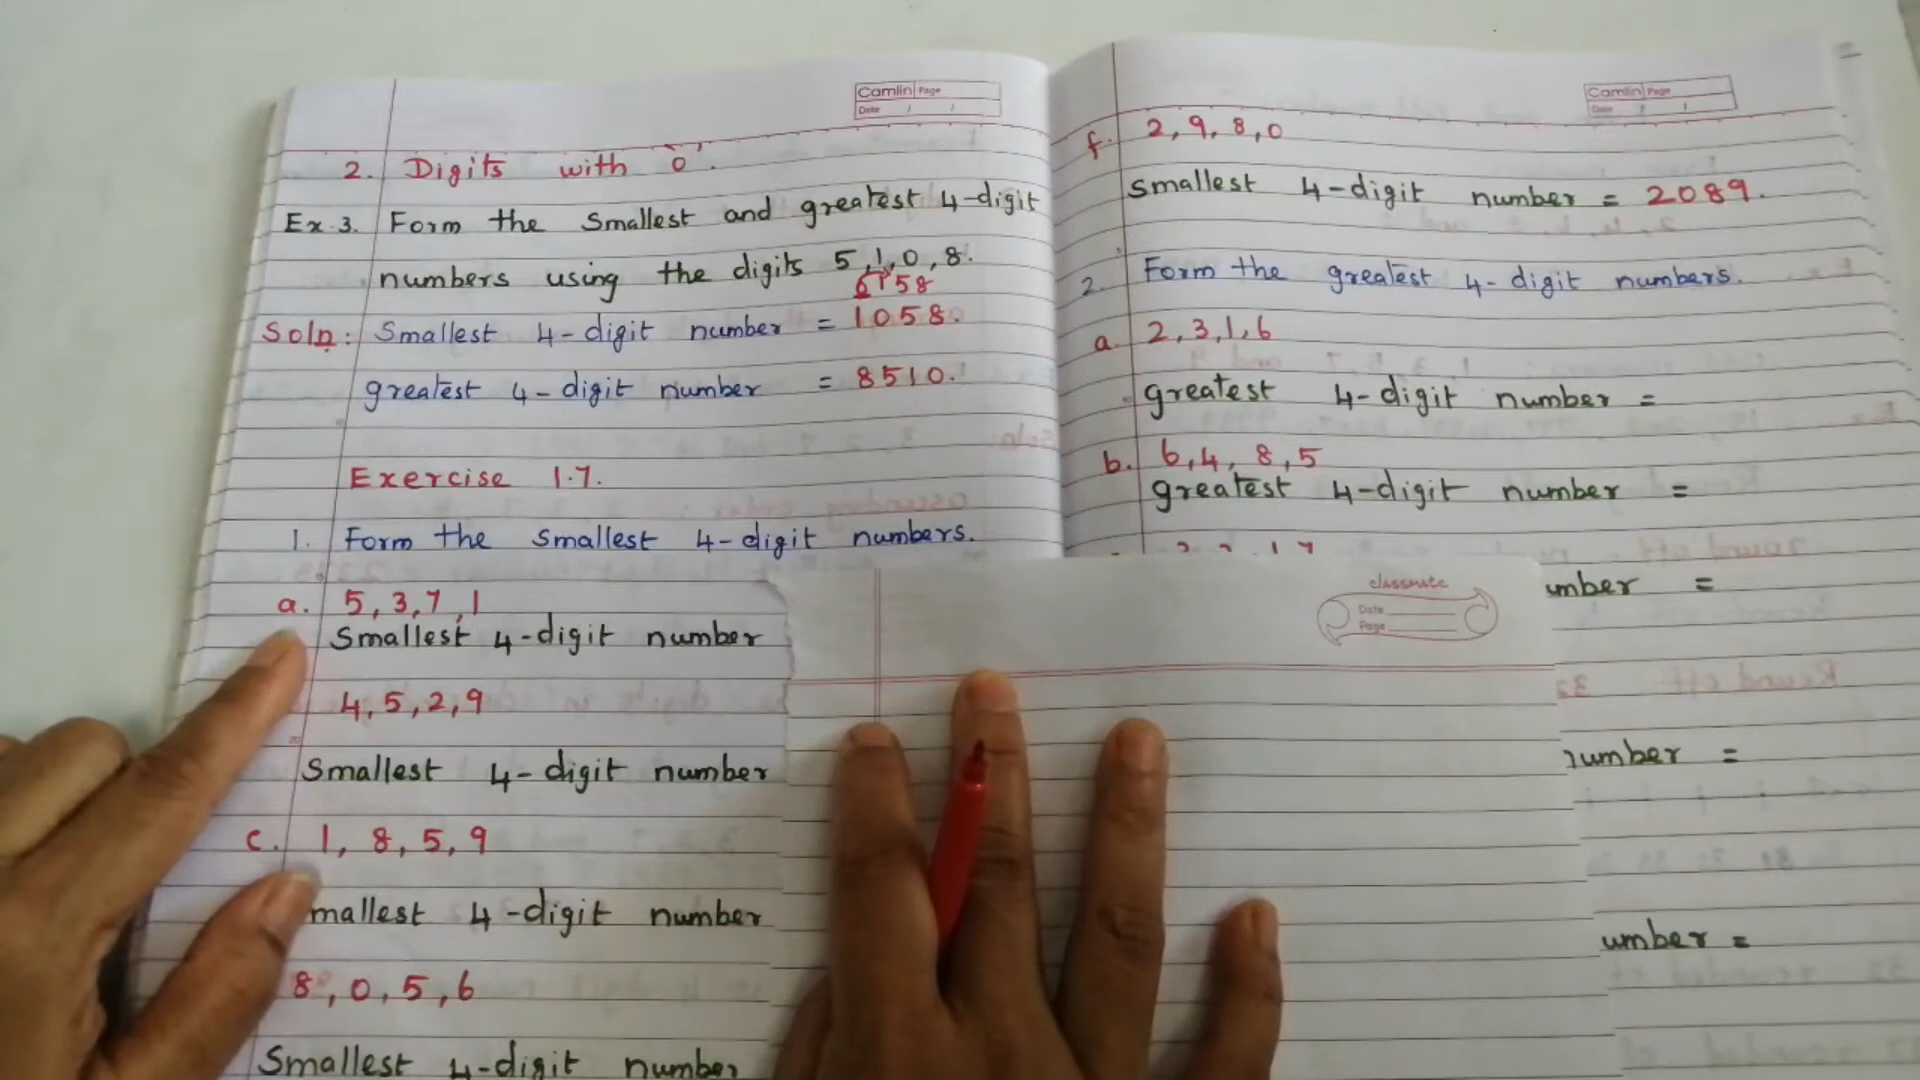 Camlin Page
Date / /
2. Digits with '0'.
Ex.3. Form the smallest and greatest 4-digit
numbers using the digits 5,1,0,8.
0158
Soln: Smallest 4-digit number = 1058.
greatest 4-digit number = 8510.
Exercise 1.7.
1. Form the smallest 4-digit numbers.
a. 5, 3, 7, 1
Smallest 4-digit number
4, 5, 2, 9
Smallest 4-digit number
c. 1, 8, 5, 9
mallest 4-digit number
8, 0, 5, 6
Smallest 4-digit number
Camlin Page
Date / /
f. 2, 9, 8, 0
Smallest 4-digit number = 2089.
2. Form the greatest 4-digit numbers.
a. 2, 3, 1, 6
greatest 4-digit number =
b. 6, 4, 8, 5
greatest 4-digit number =
umber =
number =
umber =
classmate
Date
Page